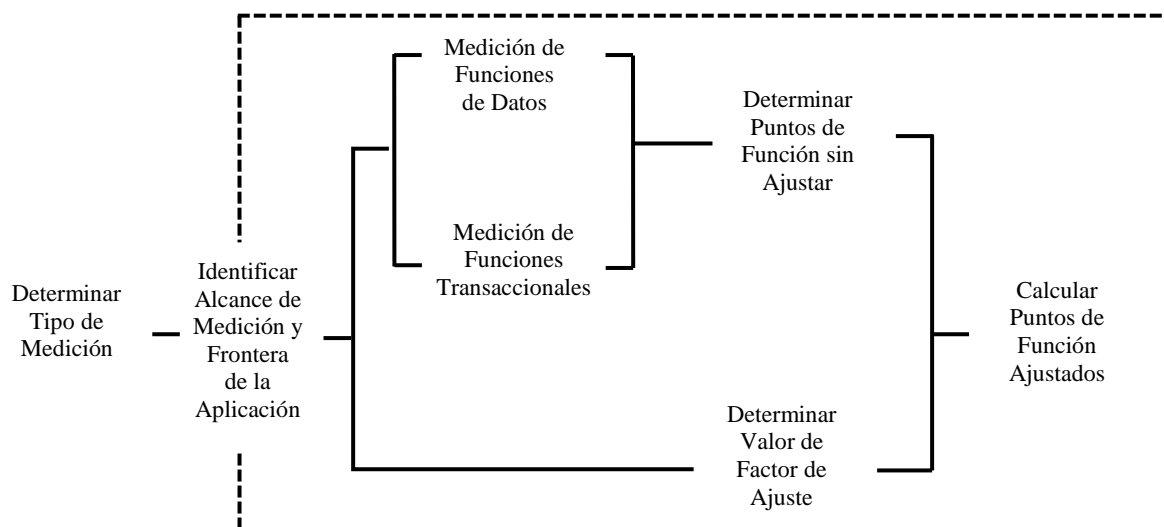 Determinar
Tipo de
Medición
Identificar
Alcance de
Medición y
Frontera
de la
Aplicación
Medición de
Funciones
de Datos
Medición de
Funciones
Transaccionales
Determinar
Puntos de
Función sin
Ajustar
Determinar
Valor de
Factor de
Ajuste
Calcular
Puntos de
Función
Ajustados